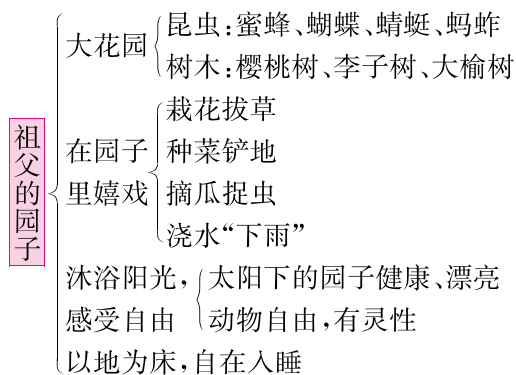 祖父的园子
大花园
昆虫:蜜蜂、蝴蝶、蜻蜓、蚂蚱
树木:樱桃树、李子树、大榆树
在园子
里嬉戏
栽花拔草
种菜铲地
摘瓜捉虫
浇水“下雨”
沐浴阳光,
感受自由
太阳下的园子健康、漂亮
动物自由,有灵性
以地为床,自在入睡